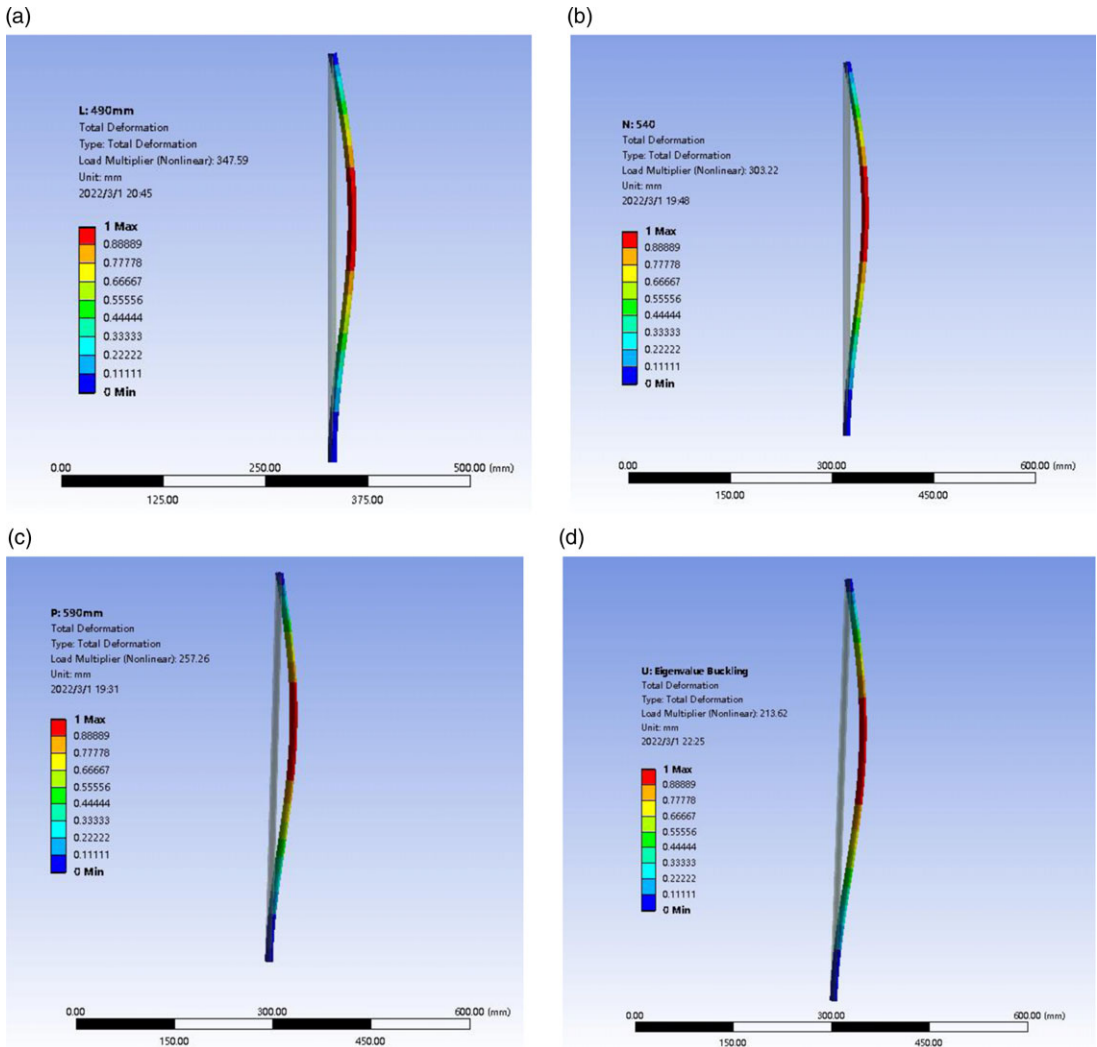 (a)
L: 490mm
Total Deformation
Type: Total Deformation
Load Multiplier (Nonlinear): 347.59
Unit: mm
2022/3/1 20:45
1 Max
0.88889
0.77778
0.66667
0.55556
0.44444
0.33333
0.22222
0.11111
0 Min
0.00 250.00 500.00 (mm)
125.00 375.00
(b)
N: 540
Total Deformation
Type: Total Deformation
Load Multiplier (Nonlinear): 303.22
Unit: mm
2022/3/1 19:48
1 Max
0.88889
0.77778
0.66667
0.55556
0.44444
0.33333
0.22222
0.11111
0 Min
0.00 300.00 600.00 (mm)
150.00 450.00
(c)
P: 590mm
Total Deformation
Type: Total Deformation
Load Multiplier (Nonlinear): 257.26
Unit: mm
2022/3/1 19:31
1 Max
0.88889
0.77778
0.66667
0.55556
0.44444
0.33333
0.22222
0.11111
0 Min
0.00 300.00 600.00 (mm)
150.00 450.00
(d)
U: Eigenvalue Buckling
Total Deformation
Type: Total Deformation
Load Multiplier (Nonlinear): 213.62
Unit: mm
2022/3/1 22:25
1 Max
0.88889
0.77778
0.66667
0.55556
0.44444
0.33333
0.22222
0.11111
0 Min
0.00 300.00 600.00 (mm)
150.00 450.00